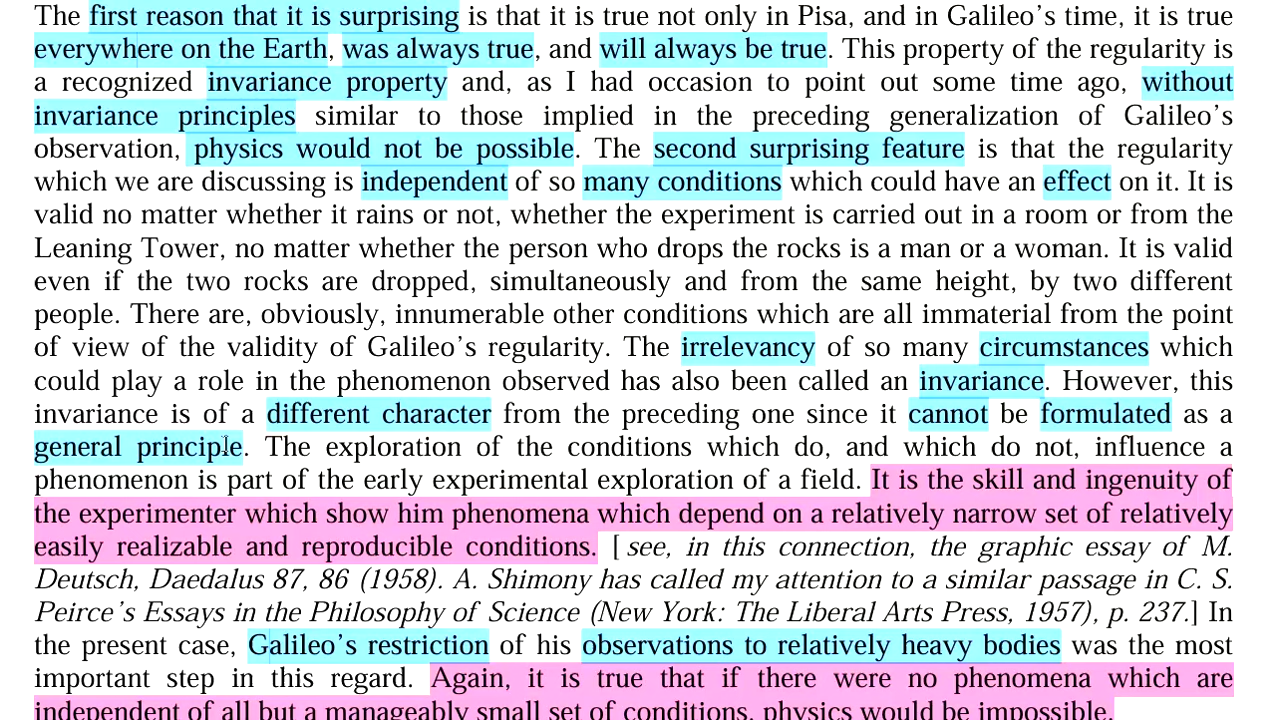 The first reason that it is surprising is that it is true not only in Pisa, and in Galileo's time, it is true
everywhere on the Earth, was always true, and will always be true. This property of the regularity is
a recognized invariance property and, as I had occasion to point out some time ago, without
invariance principles similar to those implied in the preceding generalization of Galileo's
observation, physics would not be possible. The second surprising feature is that the regularity
which we are discussing is independent of so many conditions which could have an effect on it. It is
valid no matter whether it rains or not, whether the experiment is carried out in a room or from the
Leaning Tower, no matter whether the person who drops the rocks is a man or a woman. It is valid
even if the two rocks are dropped, simultaneously and from the same height, by two different
people. There are, obviously, innumerable other conditions which are all immaterial from the point
of view of the validity of Galileo's regularity. The irrelevancy of so many circumstances which
could play a role in the phenomenon observed has also been called an invariance. However, this
invariance is of a different character from the preceding one since it cannot be formulated as a
general principle. The exploration of the conditions which do, and which do not, influence a
phenomenon is part of the early experimental exploration of a field. It is the skill and ingenuity of
the experimenter which show him phenomena which depend on a relatively narrow set of relatively
easily realizable and reproducible conditions. [ see, in this connection, the graphic essay of M.
Deutsch, Daedalus 87, 86 (1958). A. Shimony has called my attention to a similar passage in C. S.
Peirce's Essays in the Philosophy of Science (New York: The Liberal Arts Press, 1957), p. 237.] In
the present case, Galileo's restriction of his observations to relatively heavy bodies was the most
important step in this regard. Again, it is true that if there were no phenomena which are
independent of all but a manageably small set of conditions, physics would be impossible.